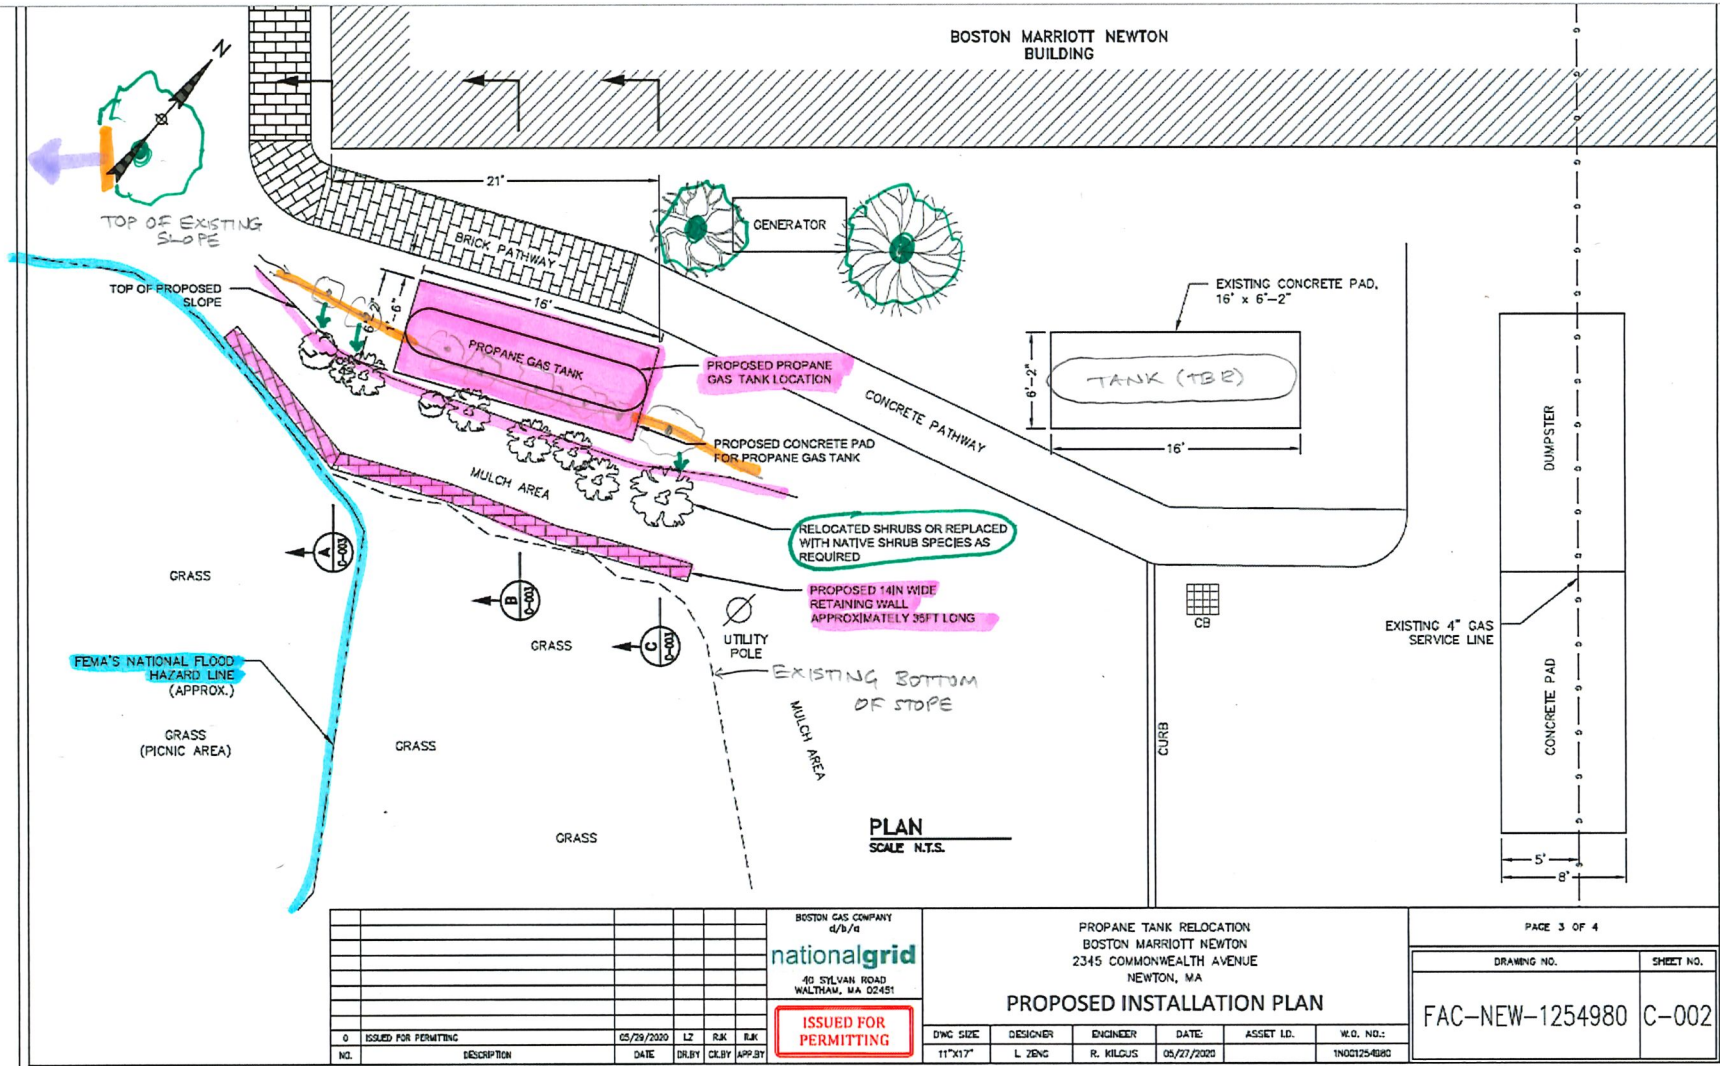 BOSTON MARRIOTT NEWTON
BUILDING
N
TOP OF EXISTING
SLOPE
21'
BRICK PATHWAY
GENERATOR
TOP OF PROPOSED
SLOPE
6'-2"
1'-6"
16'
PROPANE GAS TANK
PROPOSED PROPANE
GAS TANK LOCATION
CONCRETE PATHWAY
EXISTING CONCRETE PAD,
16' x 6'-2"
6'-2"
TANK (TBR)
16'
PROPOSED CONCRETE PAD
FOR PROPANE GAS TANK
MULCH AREA
RELOCATED SHRUBS OR REPLACED
WITH NATIVE SHRUB SPECIES AS
REQUIRED
PROPOSED 14IN WIDE
RETAINING WALL
APPROXIMATELY 35FT LONG
A
C-003
B
C-003
C
C-003
GRASS
GRASS
UTILITY
POLE
EXISTING BOTTOM
OF SLOPE
FEMA'S NATIONAL FLOOD
HAZARD LINE
(APPROX.)
GRASS
(PICNIC AREA)
GRASS
MULCH AREA
GRASS
CB
CURB
DUMPSTER
EXISTING 4" GAS
SERVICE LINE
CONCRETE PAD
5'
8'
G
PLAN
SCALE N.T.S.
0 ISSUED FOR PERMITTING 05/29/2020 LZ RJK RJK
NO. DESCRIPTION DATE DR.BY CK.BY APP.BY
BOSTON GAS COMPANY
d/b/a
nationalgrid
40 SYLVAN ROAD
WALTHAM, MA 02451
ISSUED FOR
PERMITTING
PROPANE TANK RELOCATION
BOSTON MARRIOTT NEWTON
2345 COMMONWEALTH AVENUE
NEWTON, MA
PROPOSED INSTALLATION PLAN
DWG SIZE DESIGNER ENGINEER DATE: ASSET I.D. W.O. NO.:
11"X17" L ZENG R. KILGUS 05/27/2020 1N001254980
PAGE 3 OF 4
DRAWING NO. SHEET NO.
FAC-NEW-1254980 C-002